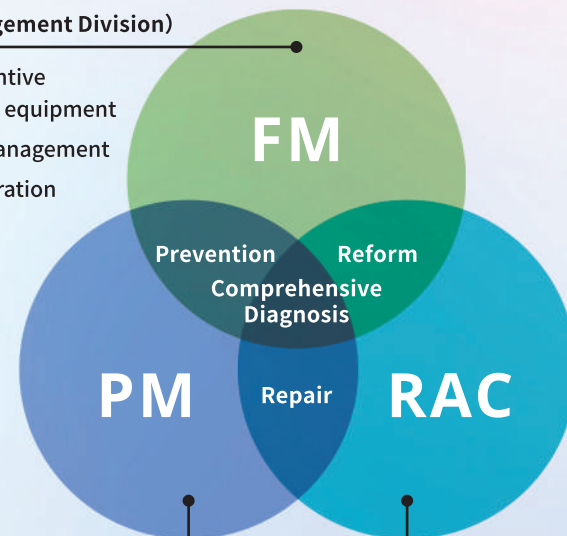 gement Division）
ntive
equipment
anagement
ration
FM
Prevention
Reform
Comprehensive
Diagnosis
PM
Repair
RAC